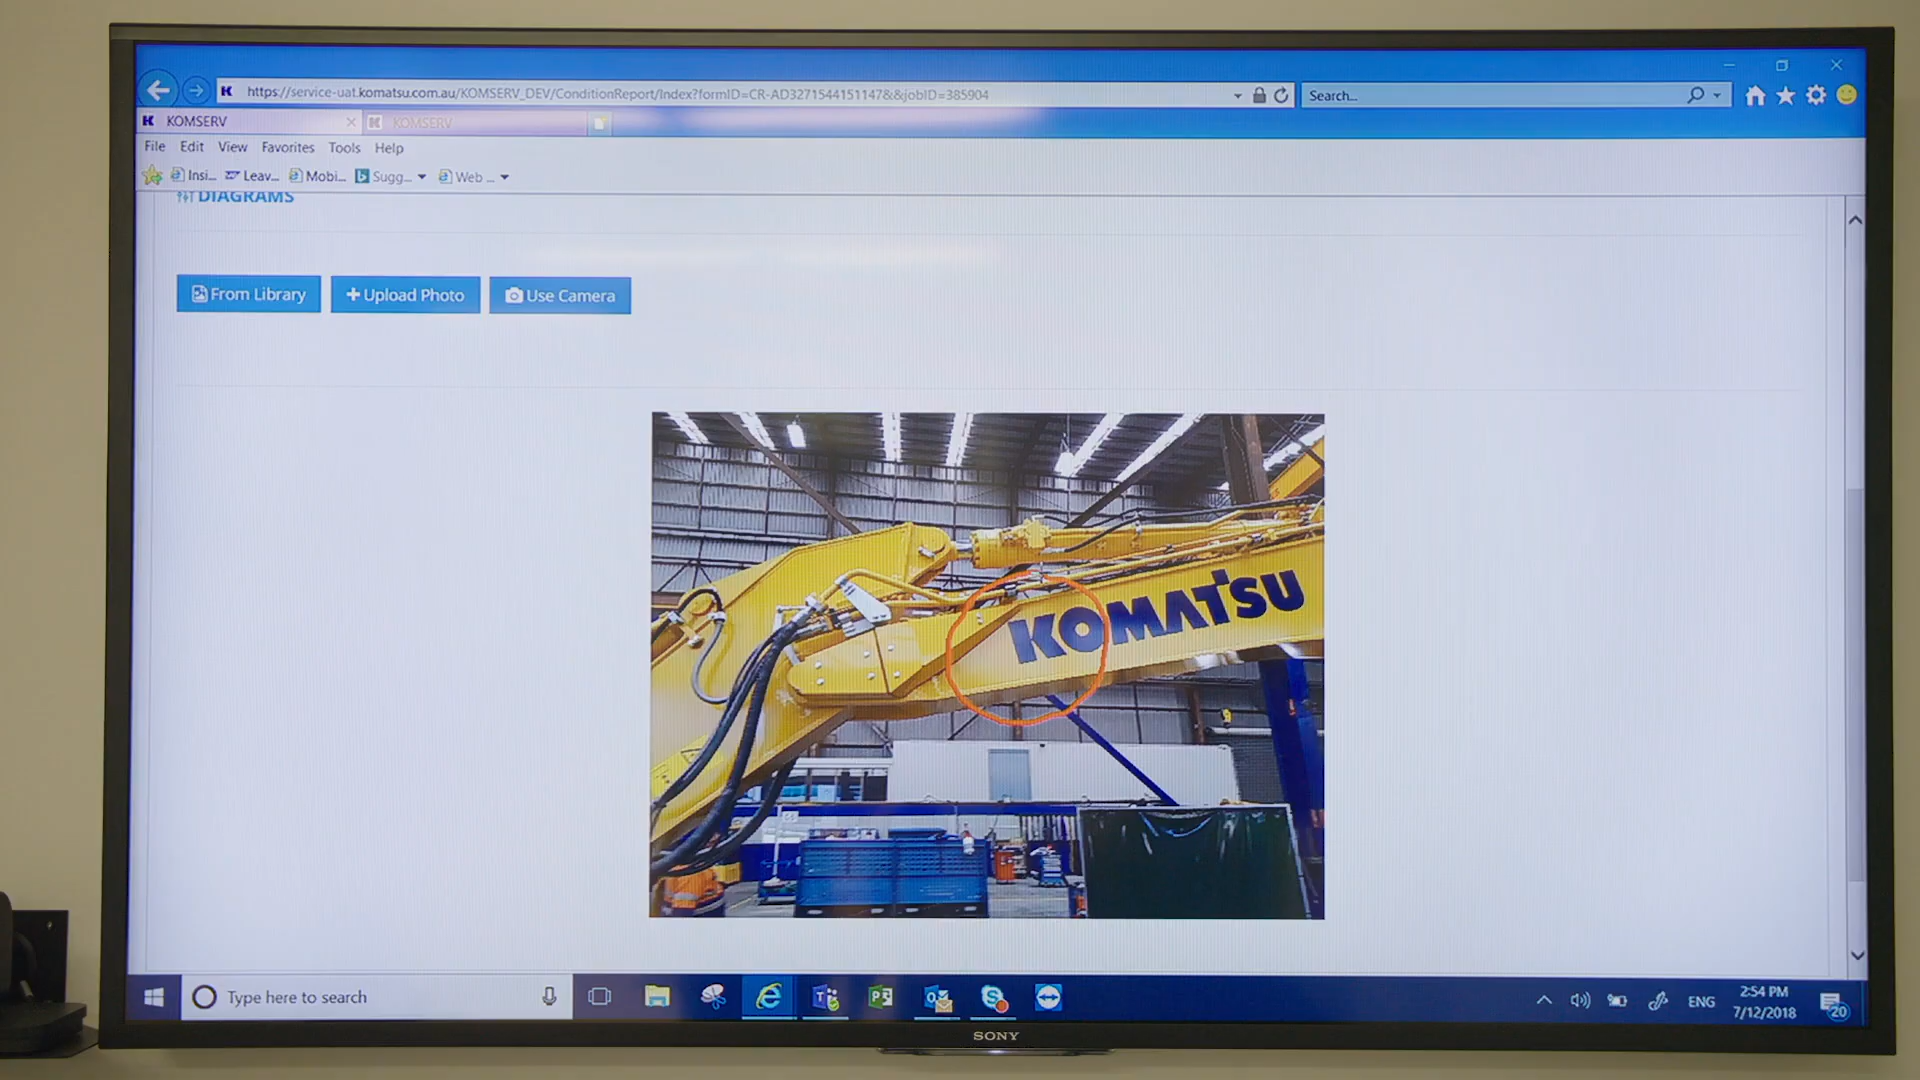 https://service-uat.komatsu.com.au/KOMSERV_DEV/ConditionReport/Index?formID=CR-AD3271544151147&&jobID=385904
Search...
KOMSERV
KOMSERV
File Edit View Favorites Tools Help
Insi... Leav... Mobi... Sugg... Web ...
DIAGRAMS
From Library
Upload Photo
Use Camera
KOMATSU
Type here to search
ENG
2:54 PM
7/12/2018
20
SONY